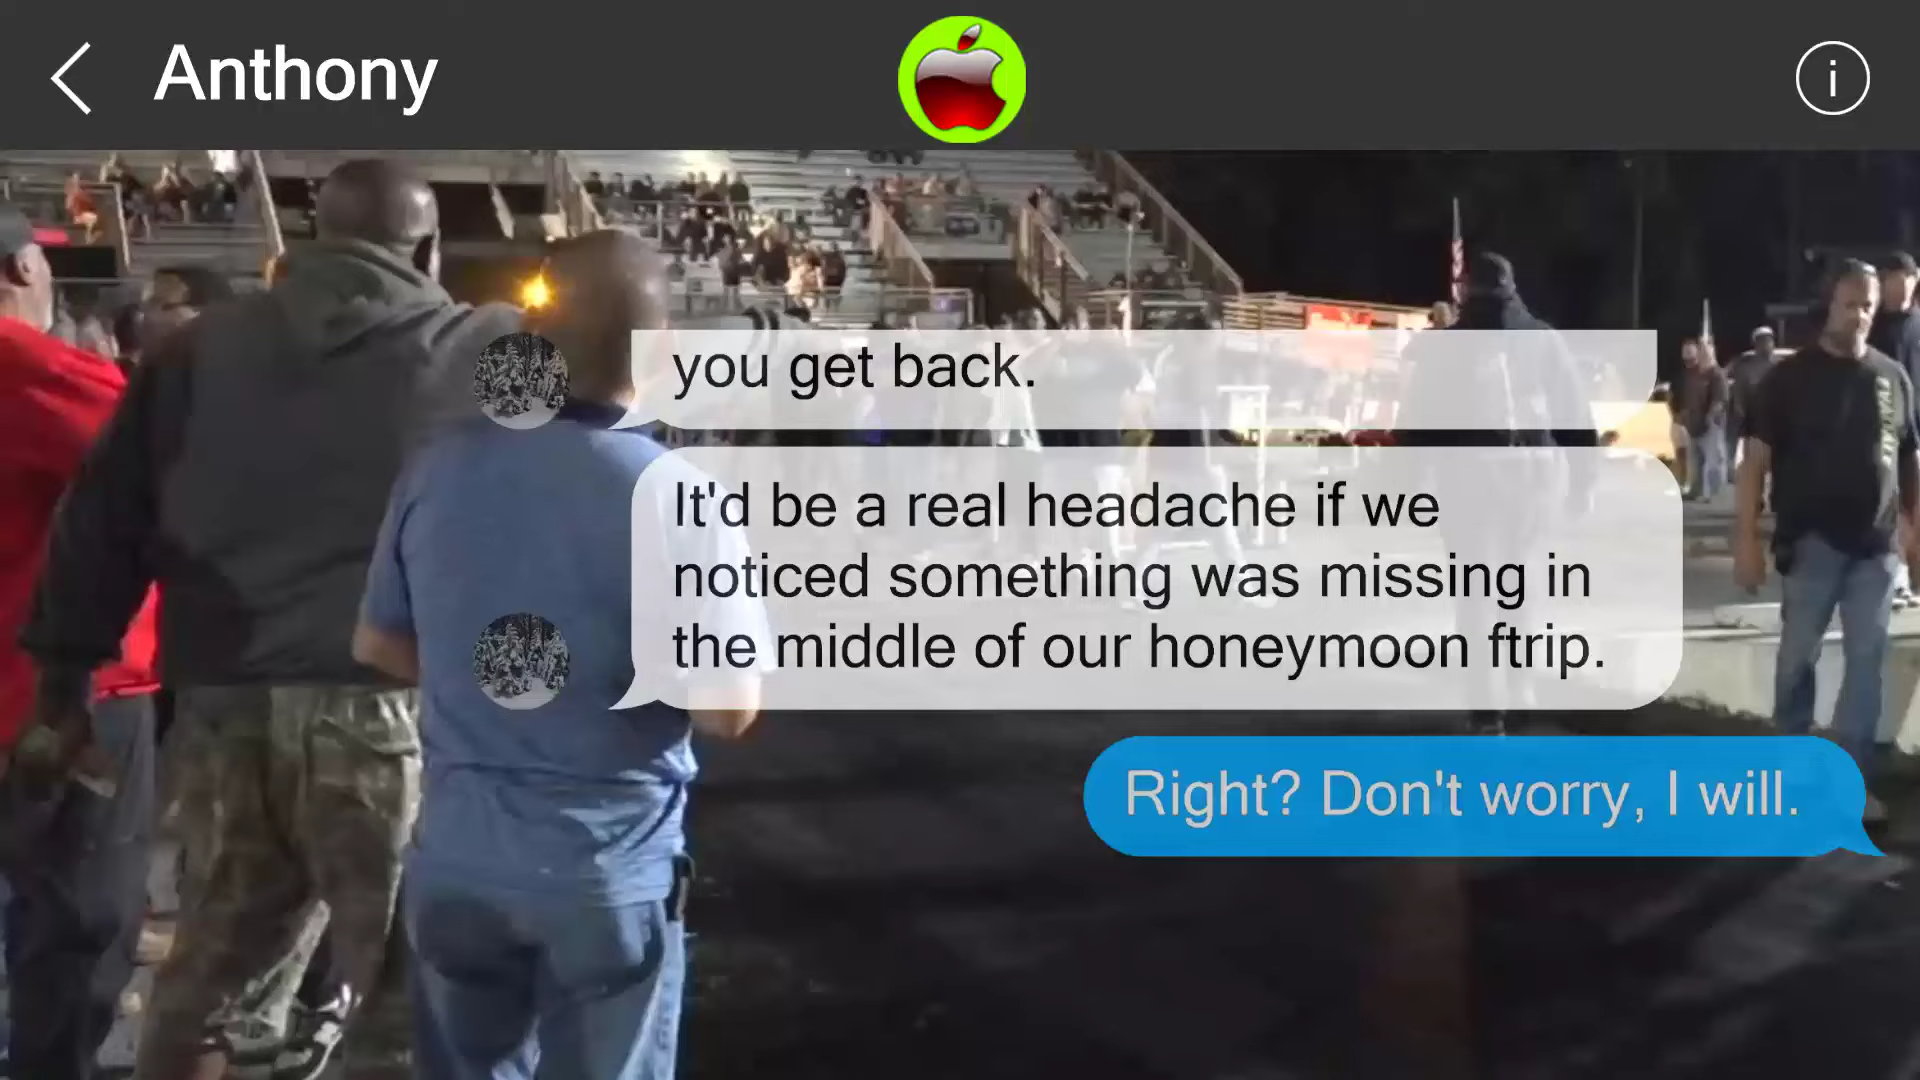 Anthony
i
you get back.
It'd be a real headache if we
noticed something was missing in
the middle of our honeymoon ftrip.
Right? Don't worry, I will.